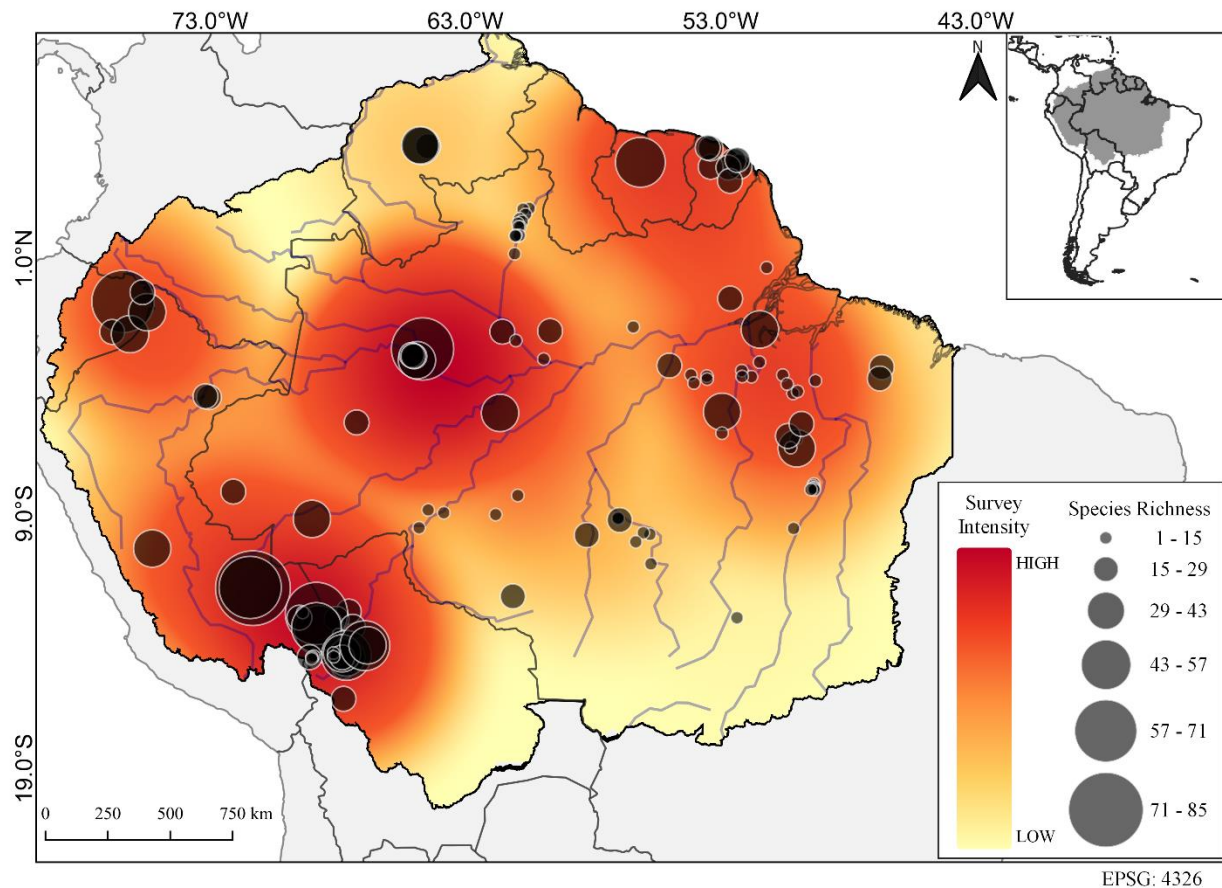 73.0°W 63.0°W 53.0°W 43.0°W
N
1.0°N
9.0°S
19.0°S
Survey
Intensity
HIGH
LOW
Species Richness
1 - 15
15 - 29
29 - 43
43 - 57
57 - 71
71 - 85
0 250 500 750 km
EPSG: 4326